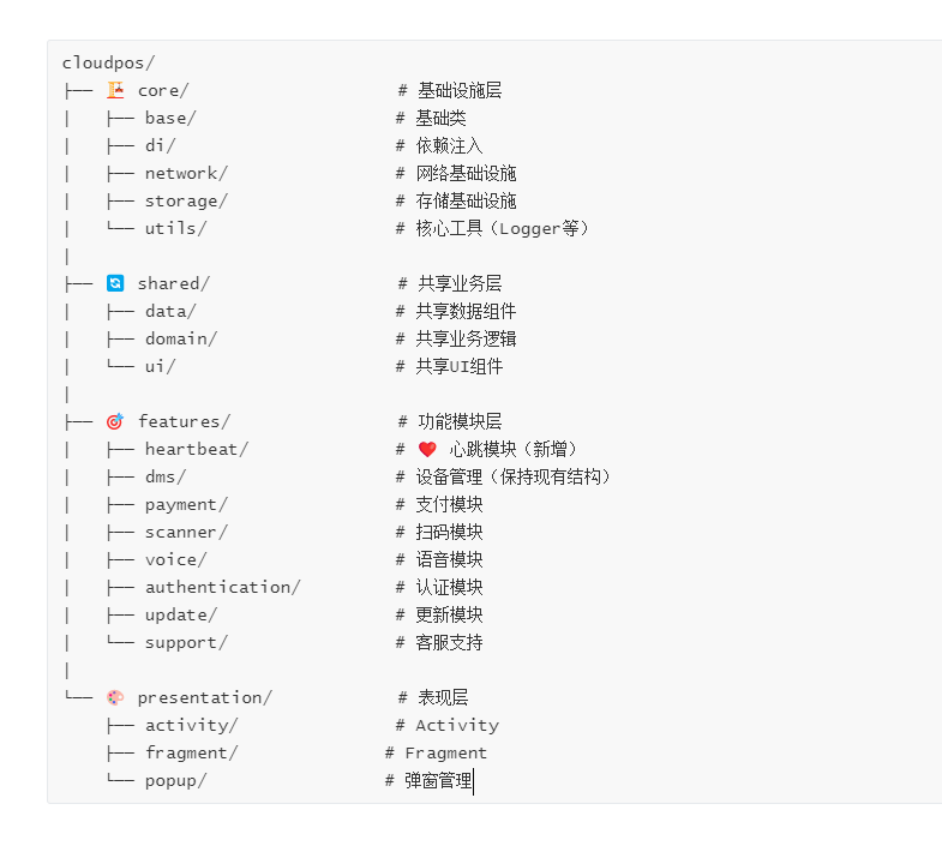 cloudpos/
├── 🏗️ core/                    # 基础设施层
│   ├── base/                  # 基础类
│   ├── di/                    # 依赖注入
│   ├── network/               # 网络基础设施
│   ├── storage/               # 存储基础设施
│   └── utils/                 # 核心工具（Logger等）
│
├── 🔄 shared/                  # 共享业务层
│   ├── data/                  # 共享数据组件
│   ├── domain/                # 共享业务逻辑
│   └── ui/                    # 共享UI组件
│
├── 🎯 features/                # 功能模块层
│   ├── heartbeat/             # ❤️ 心跳模块（新增）
│   ├── dms/                   # 设备管理（保持现有结构）
│   ├── payment/               # 支付模块
│   ├── scanner/               # 扫码模块
│   ├── voice/                 # 语音模块
│   ├── authentication/        # 认证模块
│   ├── update/                # 更新模块
│   └── support/               # 客服支持
│
└── 🎨 presentation/            # 表现层
    ├── activity/              # Activity
    ├── fragment/             # Fragment
    └── popup/                # 弹窗管理